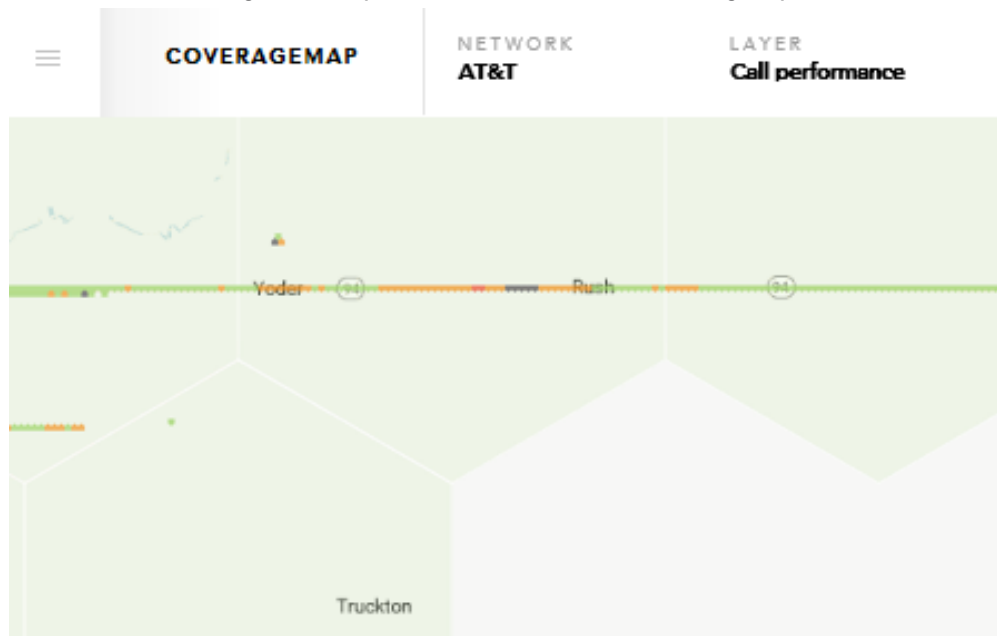 COVERAGEMAP
NETWORK
AT&T
LAYER
Call performance
Yoder
94
Rush
94
Truckton